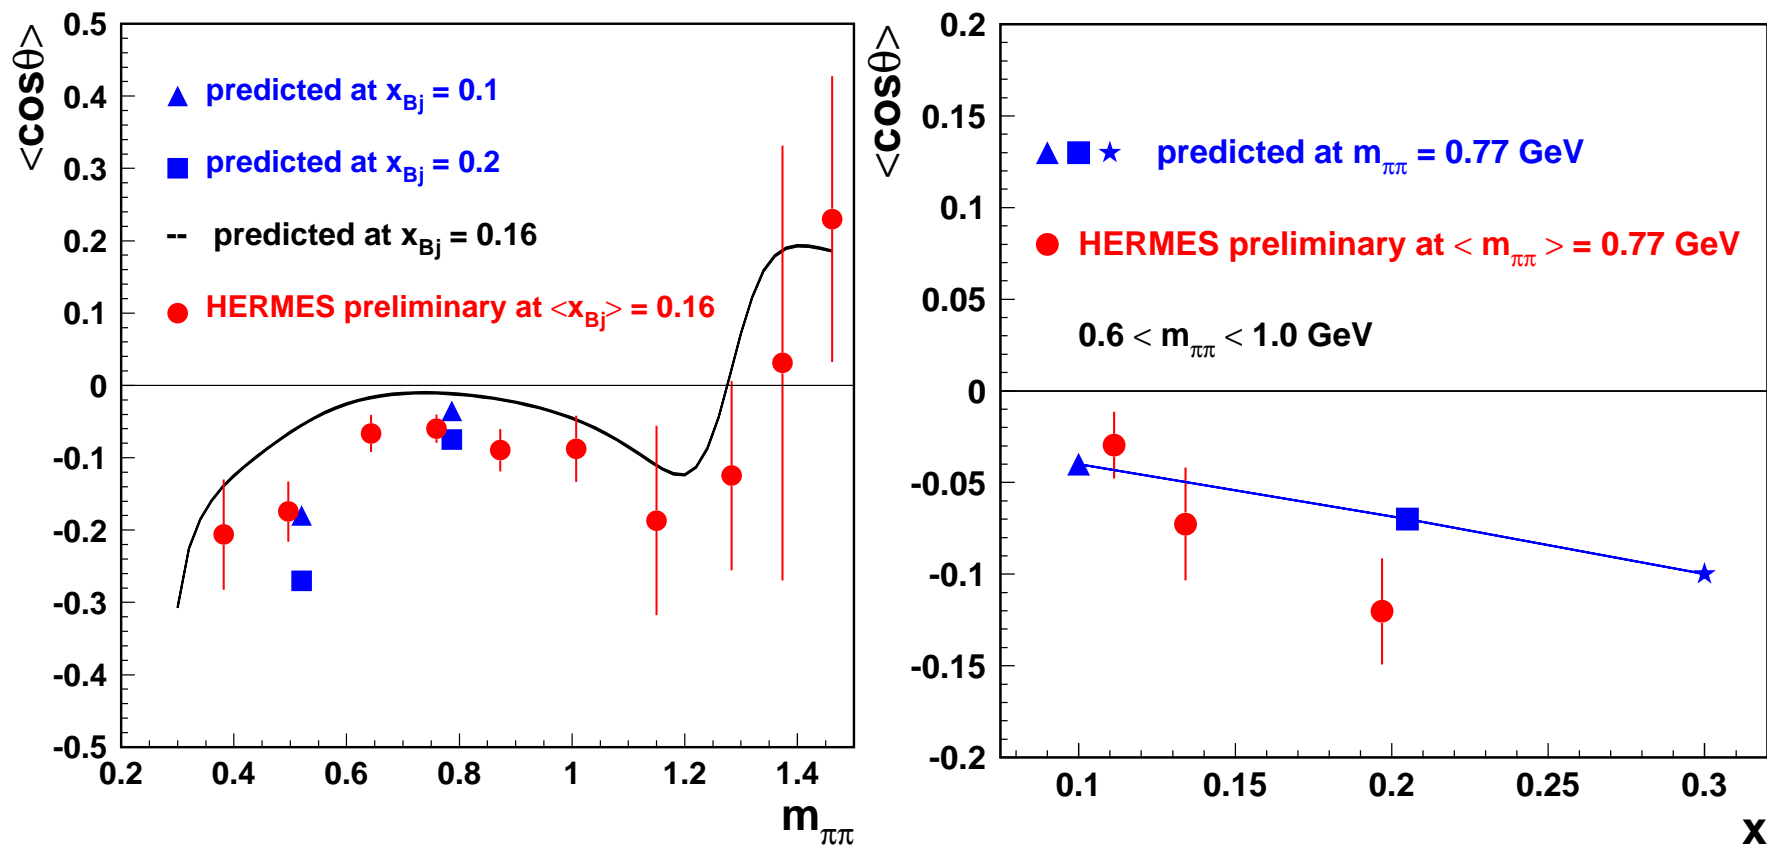 <cosθ>
0.5
0.4
0.3
0.2
0.1
0
-0.1
-0.2
-0.3
-0.4
-0.5
predicted at x_Bj = 0.1
predicted at x_Bj = 0.2
-- predicted at x_Bj = 0.16
HERMES preliminary at <x_Bj> = 0.16
0.2 0.4 0.6 0.8 1 1.2 1.4
m_ππ
<cosθ>
0.2
0.15
0.1
0.05
0
-0.05
-0.1
-0.15
-0.2
predicted at m_ππ = 0.77 GeV
HERMES preliminary at < m_ππ > = 0.77 GeV
0.6 < m_ππ < 1.0 GeV
0.1 0.15 0.2 0.25 0.3
x